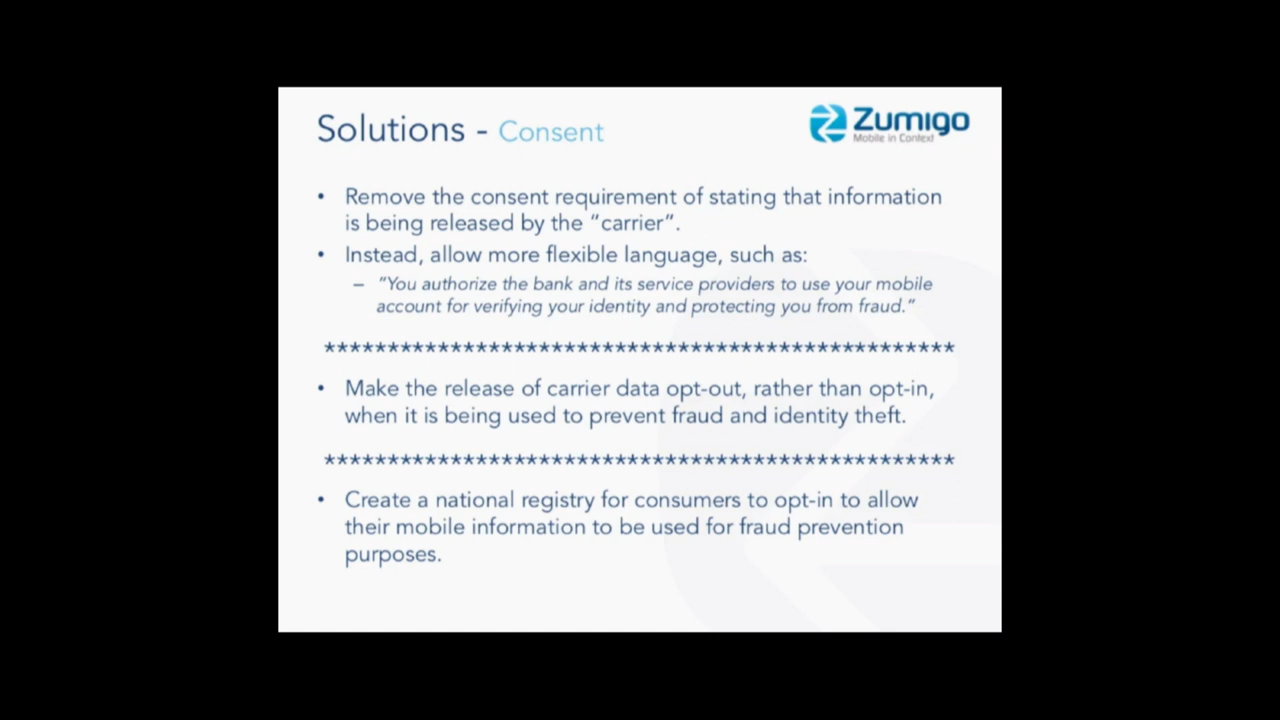 Solutions - Consent
Zumigo
Mobile in Context
• Remove the consent requirement of stating that information
is being released by the “carrier”.
• Instead, allow more flexible language, such as:
– “You authorize the bank and its service providers to use your mobile
account for verifying your identity and protecting you from fraud.”
**************************************************
• Make the release of carrier data opt-out, rather than opt-in,
when it is being used to prevent fraud and identity theft.
**************************************************
• Create a national registry for consumers to opt-in to allow
their mobile information to be used for fraud prevention
purposes.